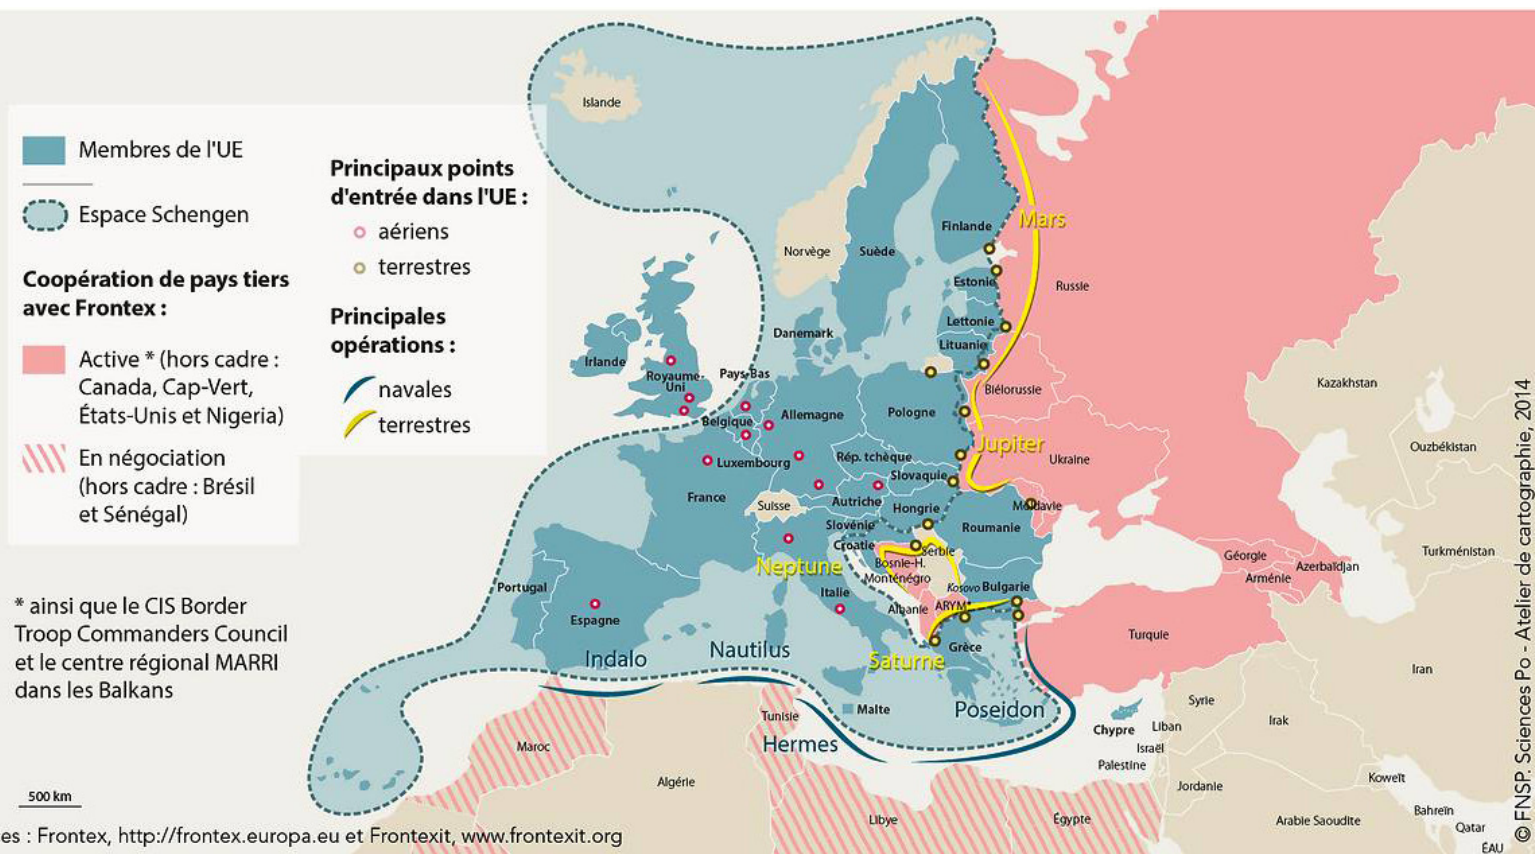 Membres de l'UE
Espace Schengen
Coopération de pays tiers
avec Frontex :
Active * (hors cadre :
Canada, Cap-Vert,
États-Unis et Nigeria)
En négociation
(hors cadre : Brésil
et Sénégal)
Principaux points
d'entrée dans l'UE :
aériens
terrestres
Principales
opérations :
navales
terrestres
* ainsi que le CIS Border
Troop Commanders Council
et le centre régional MARRI
dans les Balkans
500 km
es : Frontex, http://frontex.europa.eu et Frontexit, www.frontexit.org
Islande
Norvège
Suède
Finlande
Mars
Russie
Estonie
Lettonie
Lituanie
Danemark
Irlande
Royaume-
Uni
Pays-Bas
Biélorussie
Kazakhstan
Belgique
Allemagne
Pologne
Jupiter
Ukraine
Ouzbékistan
Luxembourg
Rép. tchèque
Slovaquie
France
Suisse
Autriche
Hongrie
Moldavie
Slovénie
Roumanie
Croatie
Serbie
Turkménistan
Géorgie
Azerbaïdjan
Arménie
Neptune
Bosnie-H.
Monténégro
Kosovo
Bulgarie
Portugal
Italie
Albanie
ARYM
Espagne
Turquie
Grèce
Indalo
Nautilus
Saturne
Iran
Malte
Poseidon
Syrie
Tunisie
Chypre
Liban
Irak
Maroc
Hermes
Israël
Palestine
Algérie
Jordanie
Koweït
Libye
Égypte
Arabie Saoudite
Bahreïn
Qatar
ÉAU
© FNSP. Sciences Po - Atelier de cartographie, 2014